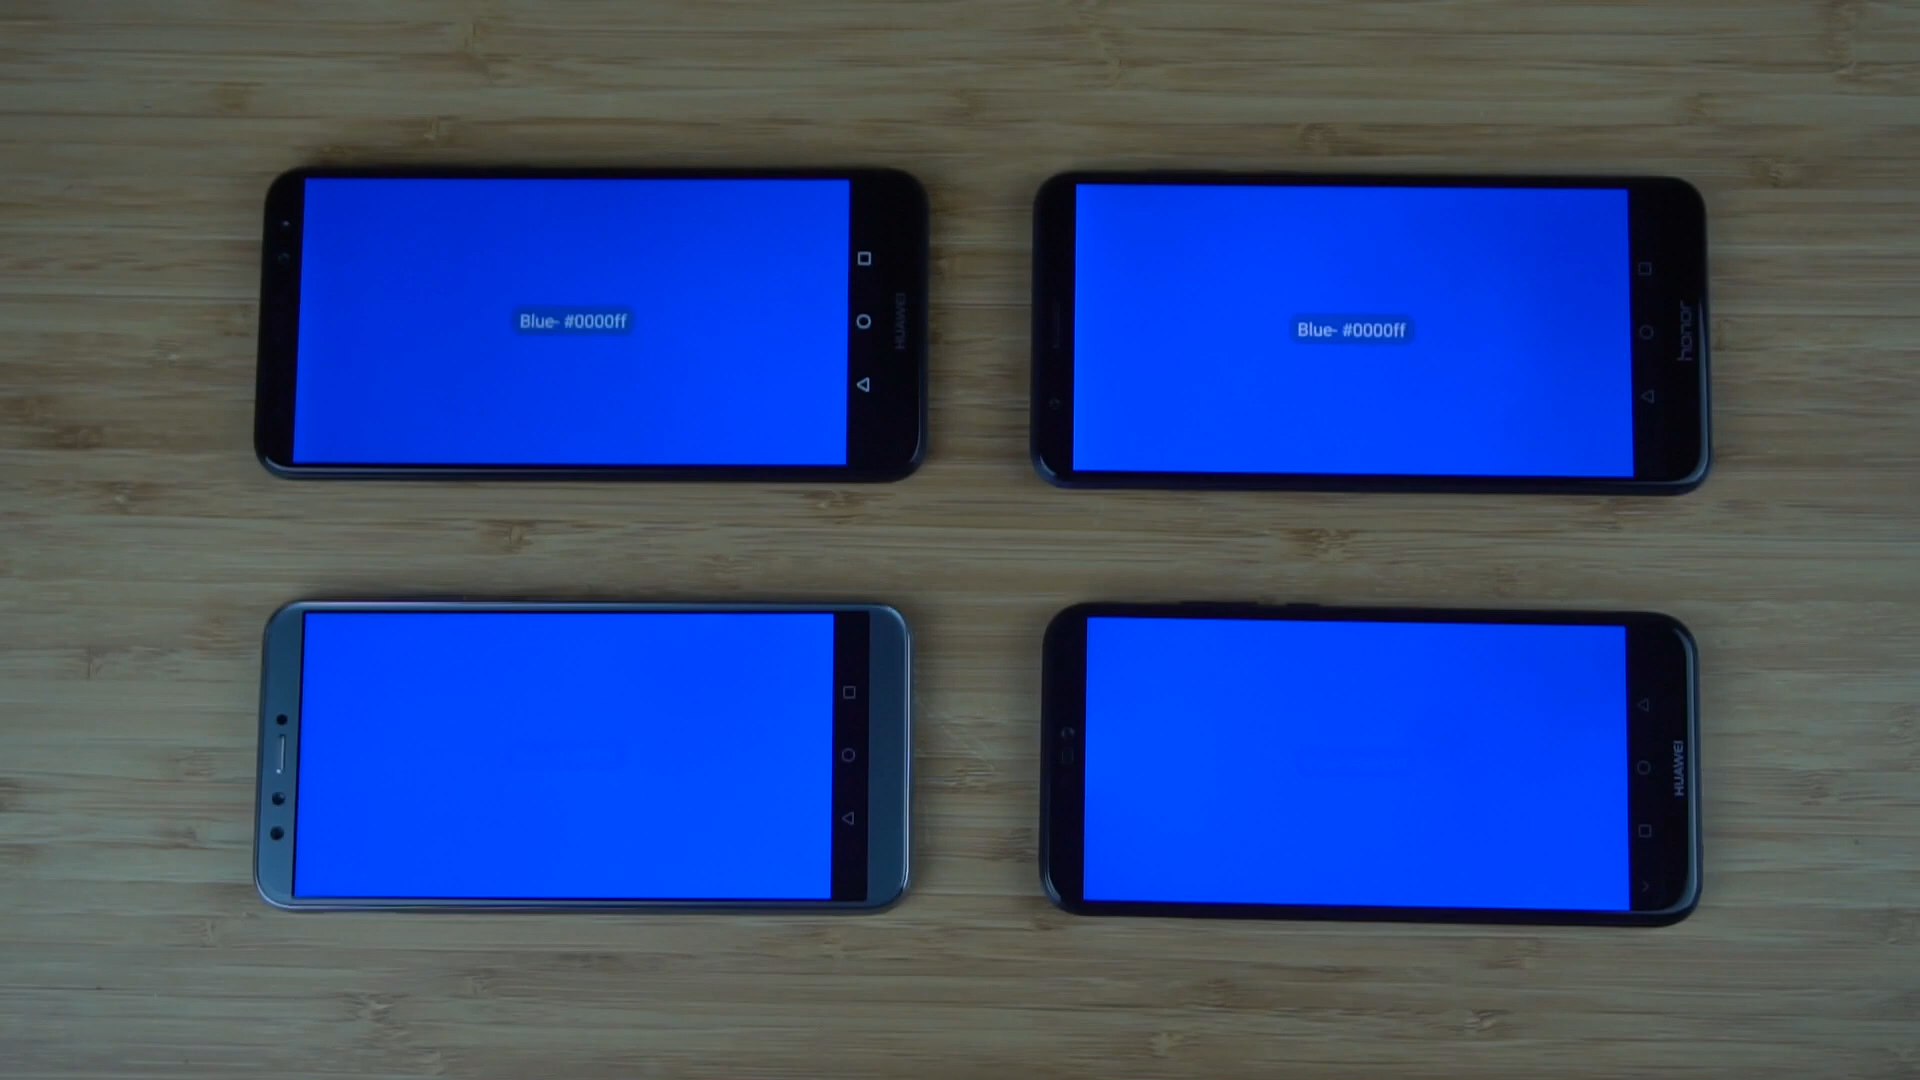 Blue- #0000ff
HUAWEI
Blue- #0000ff
honor
HUAWEI